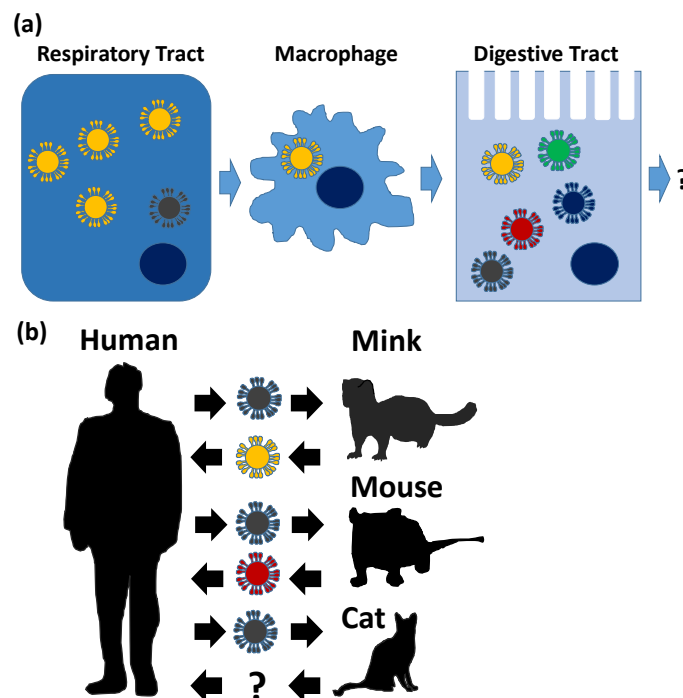 (a)
Respiratory Tract
Macrophage
Digestive Tract
?
(b)
Human
Mink
Mouse
Cat
?